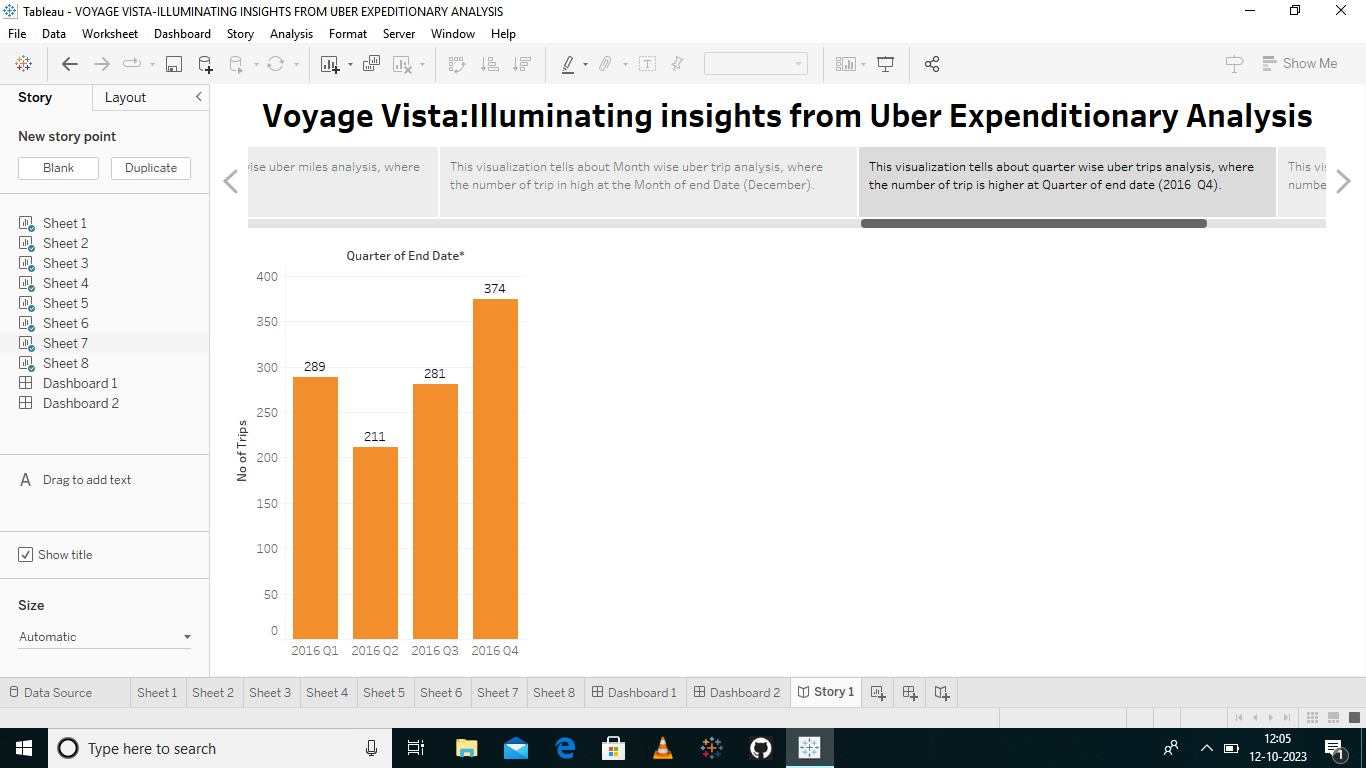 Tableau - VOYAGE VISTA-ILLUMINATING INSIGHTS FROM UBER EXPEDITIONARY ANALYSIS
File Data Worksheet Dashboard Story Analysis Format Server Window Help
Show Me
Story Layout
New story point
Blank Duplicate
Sheet 1
Sheet 2
Sheet 3
Sheet 4
Sheet 5
Sheet 6
Sheet 7
Sheet 8
Dashboard 1
Dashboard 2
A Drag to add text
Show title
Size
Automatic
Voyage Vista:Illuminating insights from Uber Expenditionary Analysis
uber miles analysis, where
This visualization tells about Month wise uber trip analysis, where
the number of trip in high at the Month of end Date (December).
This visualization tells about quarter wise uber trips analysis, where
the number of trip is higher at Quarter of end date (2016 Q4).
This
Quarter of End Date*
No of Trips
400
350
300
250
200
150
100
50
0
289
211
281
374
2016 Q1 2016 Q2 2016 Q3 2016 Q4
Data Source Sheet 1 Sheet 2 Sheet 3 Sheet 4 Sheet 5 Sheet 6 Sheet 7 Sheet 8 Dashboard 1 Dashboard 2 Story 1
Type here to search
12:05
12-10-2023
1